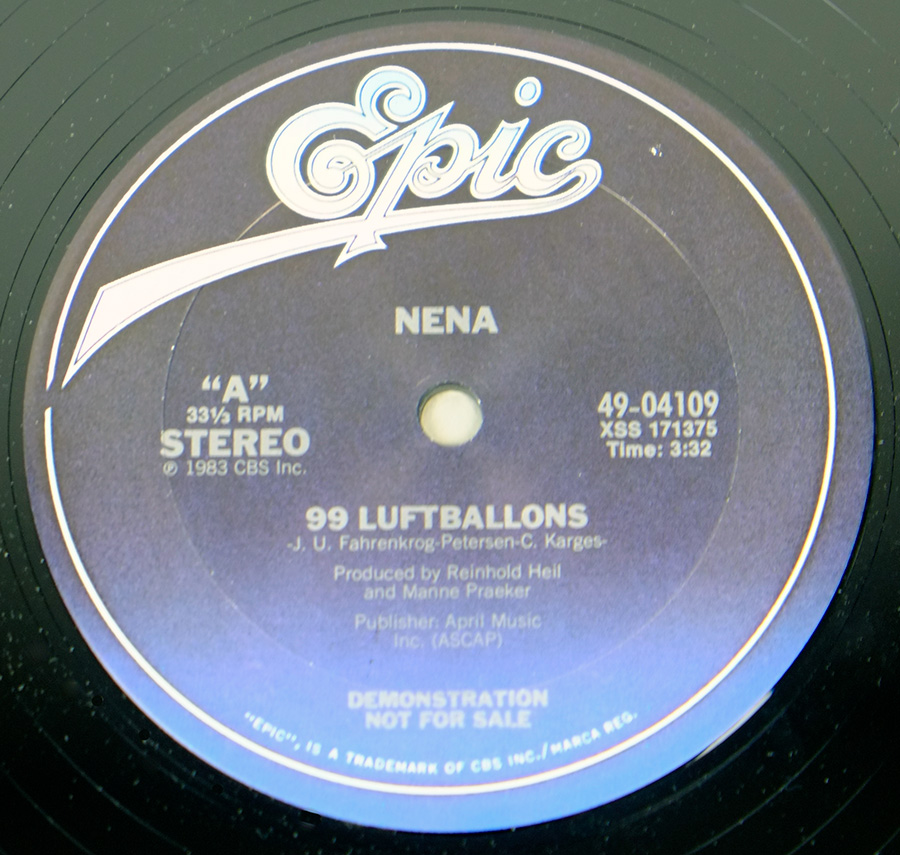 Epic
NENA
“A”
33⅓ RPM
STEREO
℗ 1983 CBS Inc.
49-04109
XSS 171375
Time: 3:32
99 LUFTBALLONS
-J. U. Fahrenkrog-Petersen-C. Karges-
Produced by Reinhold Heil
and Manne Praeker
Publisher: April Music
Inc. (ASCAP)
DEMONSTRATION
NOT FOR SALE
"EPIC", IS A TRADEMARK OF CBS INC./MARCA REG.